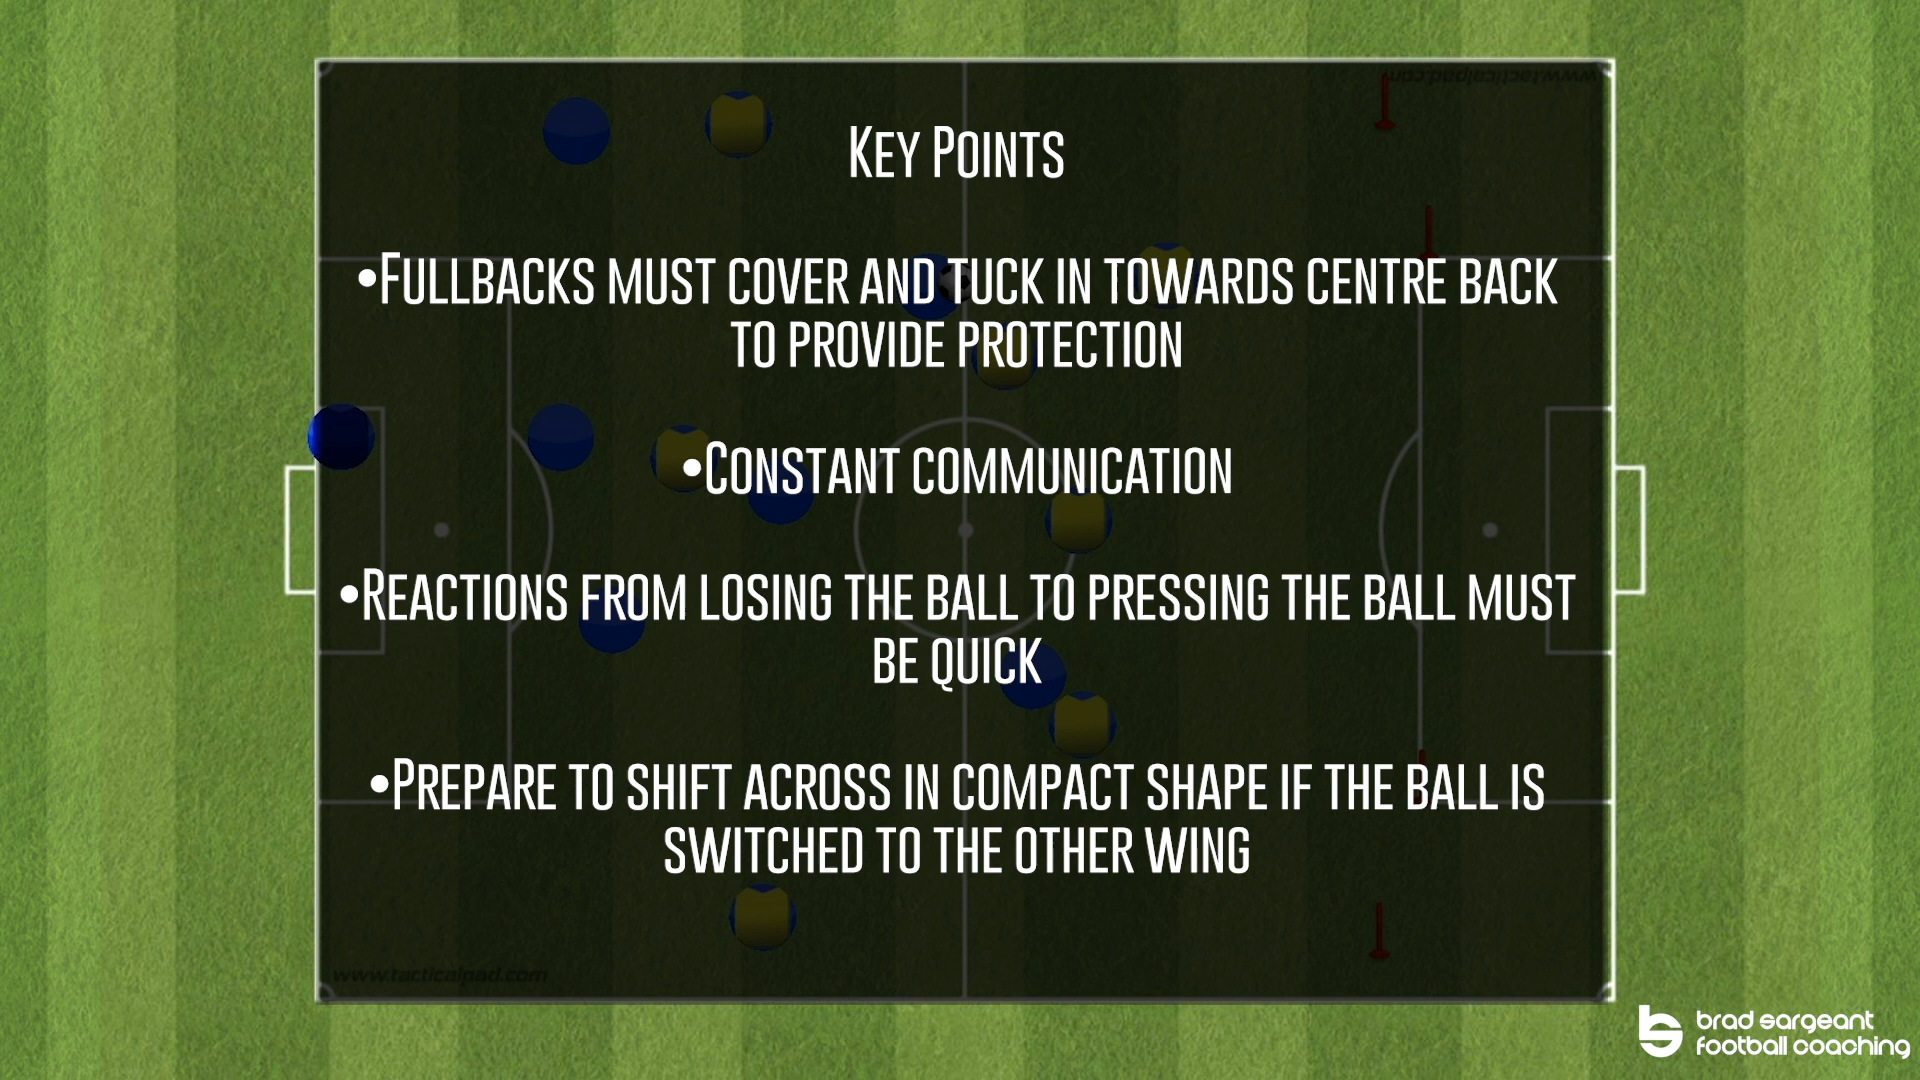 www.tacticalpad.com
Key Points
•Fullbacks must cover and tuck in towards centre back
to provide protection
•Constant communication
•Reactions from losing the ball to pressing the ball must
be quick
•Prepare to shift across in compact shape if the ball is
switched to the other wing
www.tacticalpad.com
brad sargeant
football coaching